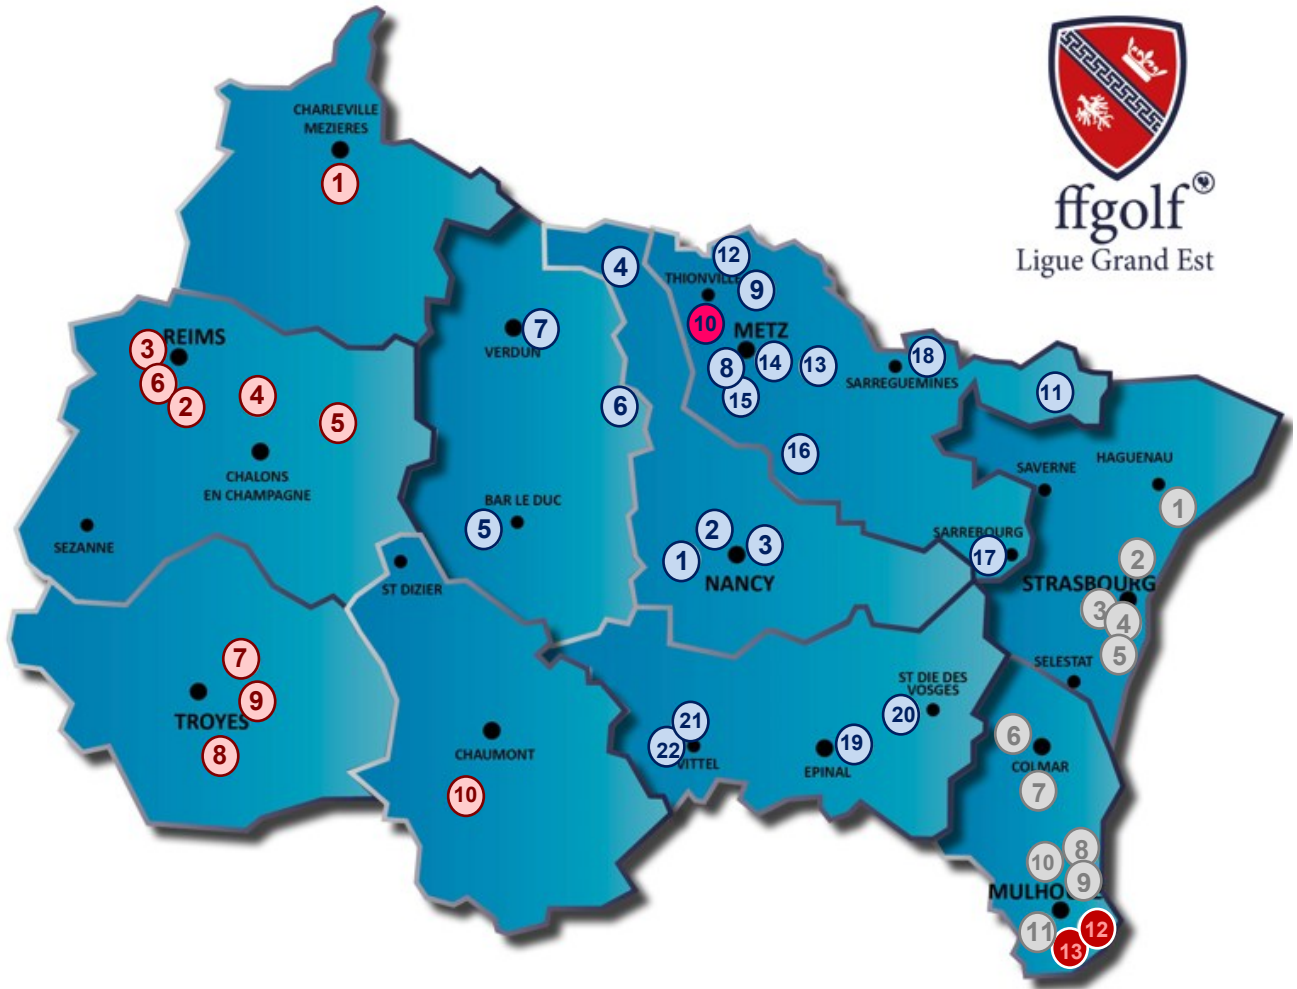 ffgolf
Ligue Grand Est
CHARLEVILLE
MEZIERES
1
4
12
THIONVILLE
9
10
7
VERDUN
METZ
REIMS
3
6
2
4
5
8
14
13
15
18
SARREGUEMINES
11
6
16
CHALONS
EN CHAMPAGNE
SEZANNE
BAR LE DUC
5
ST DIZIER
2
1
3
NANCY
SAVERNE
HAGUENAU
1
SARREBOURG
17
2
STRASBOURG
3
4
5
SELESTAT
7
9
TROYES
8
CHAUMONT
10
21
22
VITTEL
19
EPINAL
ST DIE DES
VOSGES
20
6
COLMAR
7
8
10
9
11
12
13